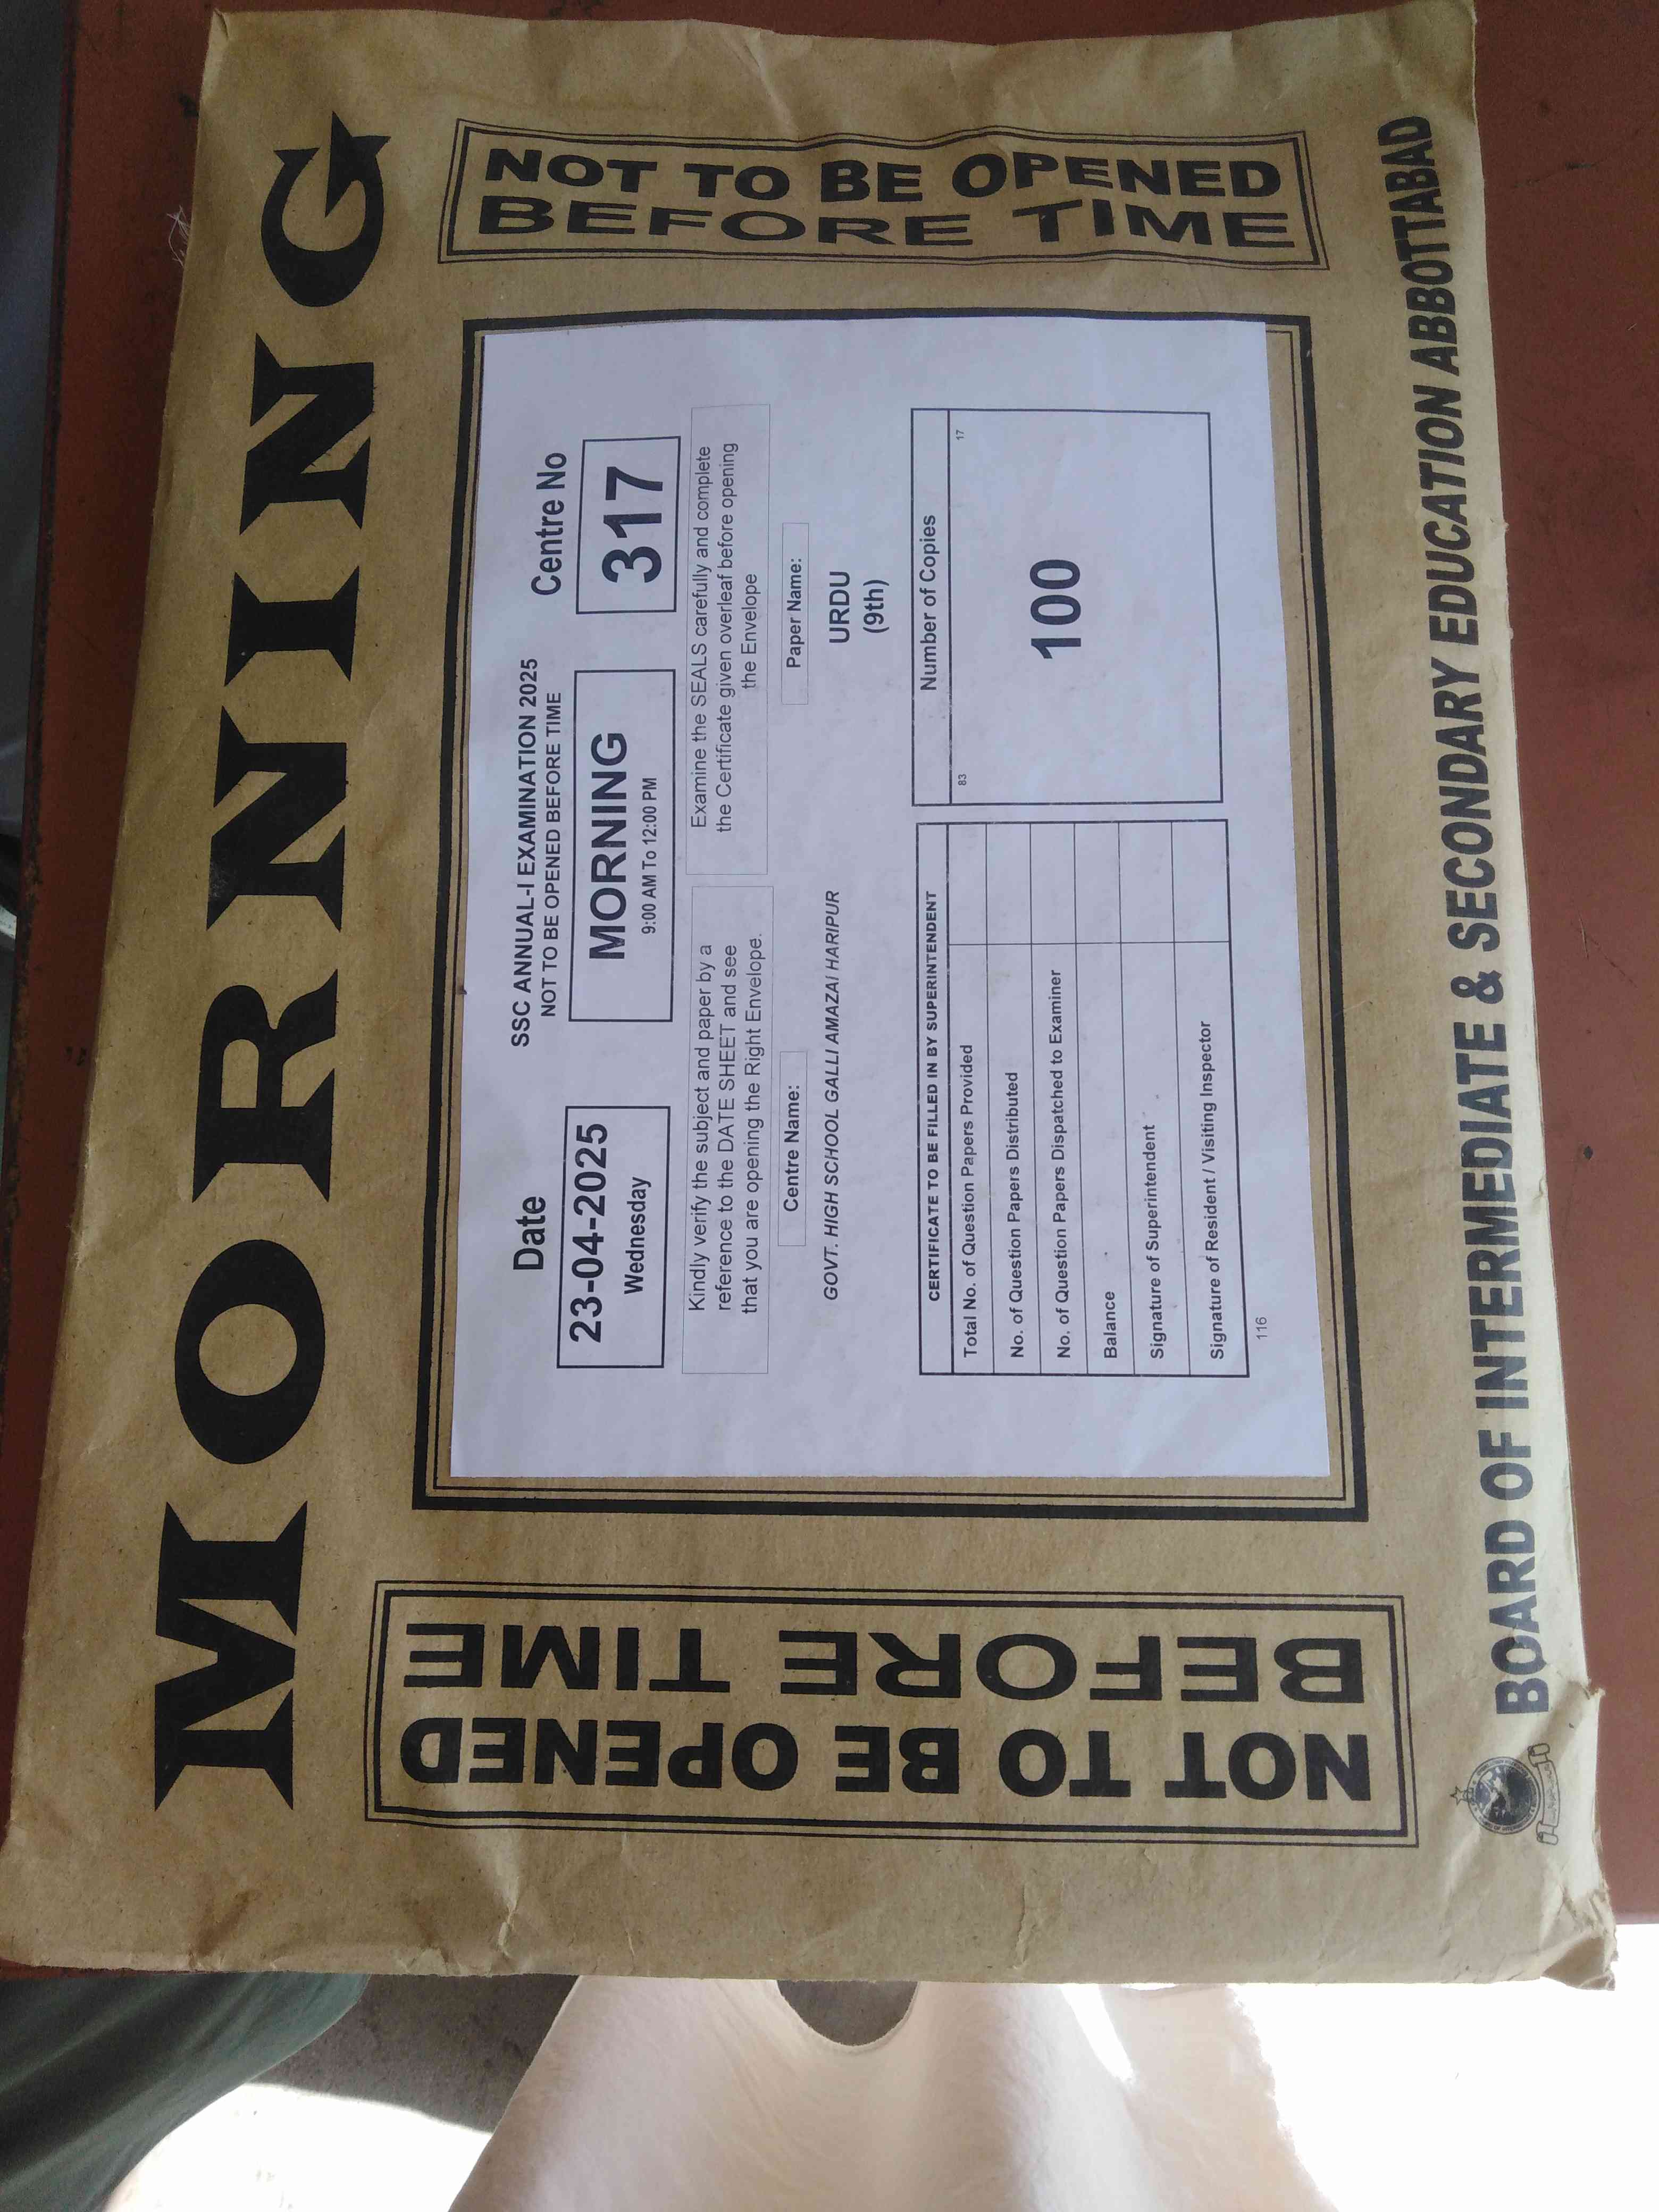 MORNING
NOT TO BE OPENED
BEFORE TIME
SSC ANNUAL-I EXAMINATION 2025
NOT TO BE OPENED BEFORE TIME
Date
23-04-2025
Wednesday
MORNING
9:00 AM To 12:00 PM
Centre No
317
Kindly verify the subject and paper by a
reference to the DATE SHEET and see
that you are opening the Right Envelope.
Examine the SEALS carefully and complete
the Certificate given overleaf before opening
the Envelope
Centre Name:
GOVT. HIGH SCHOOL GALLI AMAZAI HARIPUR
Paper Name:
URDU
(9th)
CERTIFICATE TO BE FILLED IN BY SUPERINTENDENT
Total No. of Question Papers Provided
No. of Question Papers Distributed
No. of Question Papers Dispatched to Examiner
Balance
Signature of Superintendent
Signature of Resident / Visiting Inspector
116
Number of Copies
83 17
100
NOT TO BE OPENED
BEFORE TIME
BOARD OF INTERMEDIATE & SECONDARY EDUCATION ABBOTTABAD